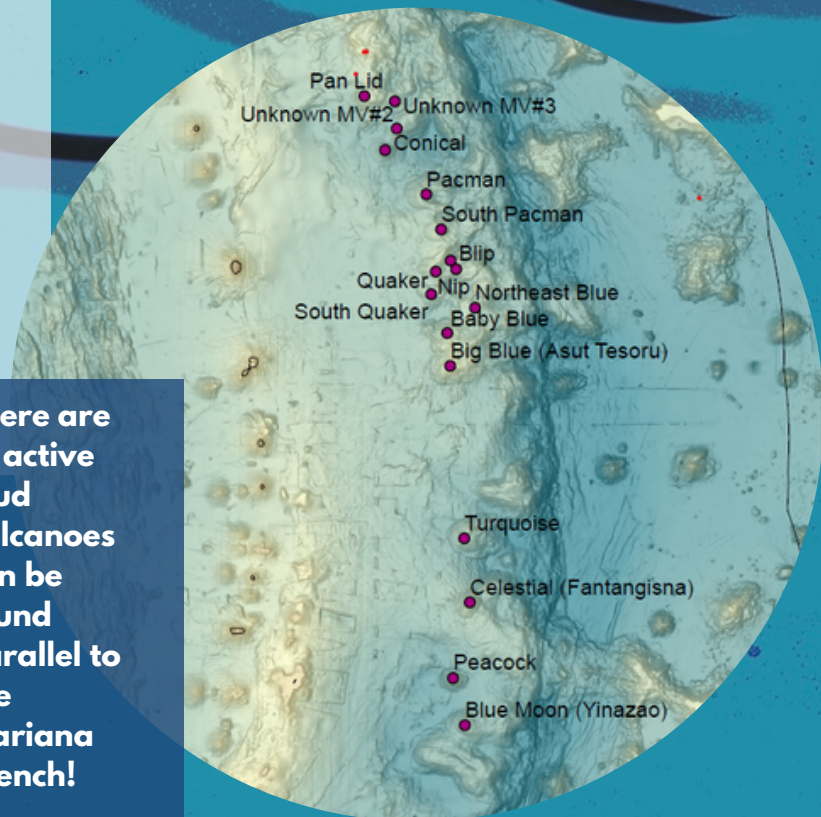 Pan Lid
Unknown MV#3
Unknown MV#2
Conical
Pacman
South Pacman
Blip
Quaker
Nip
Northeast Blue
South Quaker
Baby Blue
Big Blue (Asut Tesoru)
ere are
active
ud
lcanoes
n be
und
rallel to
e
ariana
ench!
Turquoise
Celestial (Fantangisna)
Peacock
Blue Moon (Yinazao)